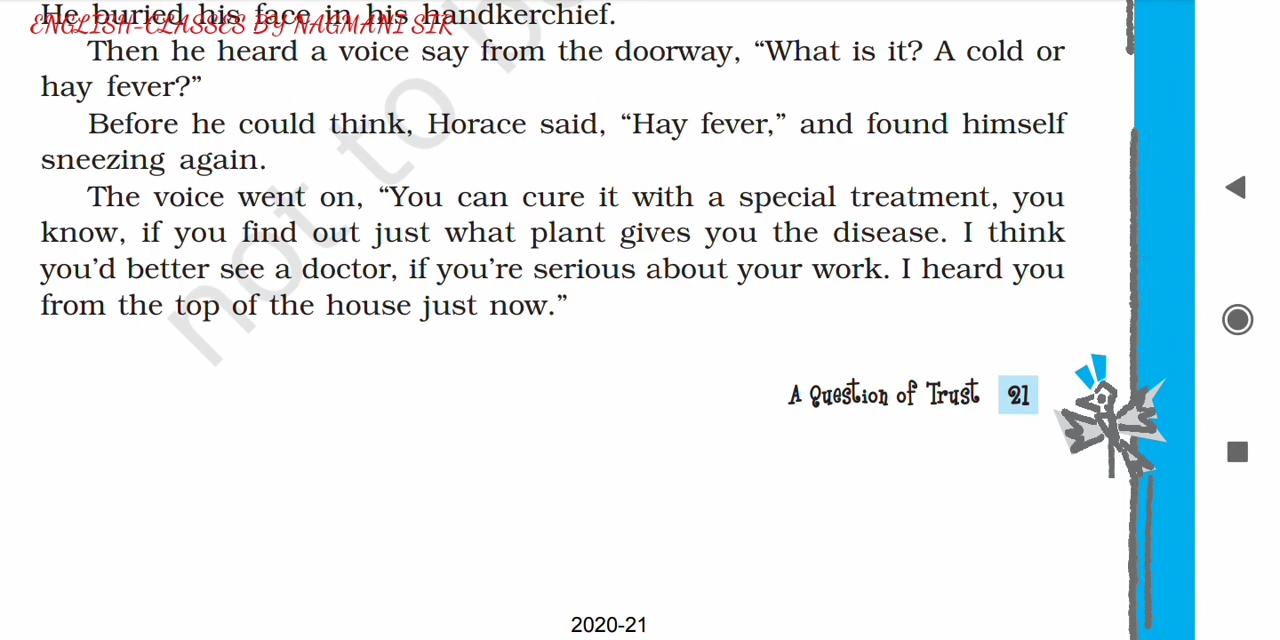 He buried his face in his handkerchief.
ENGLISH-CLASSES BY NAGMANI SIR
Then he heard a voice say from the doorway, “What is it? A cold or
hay fever?”
Before he could think, Horace said, “Hay fever,” and found himself
sneezing again.
The voice went on, “You can cure it with a special treatment, you
know, if you find out just what plant gives you the disease. I think
you’d better see a doctor, if you’re serious about your work. I heard you
from the top of the house just now.”
not to be
A Question of Trust 21
2020-21